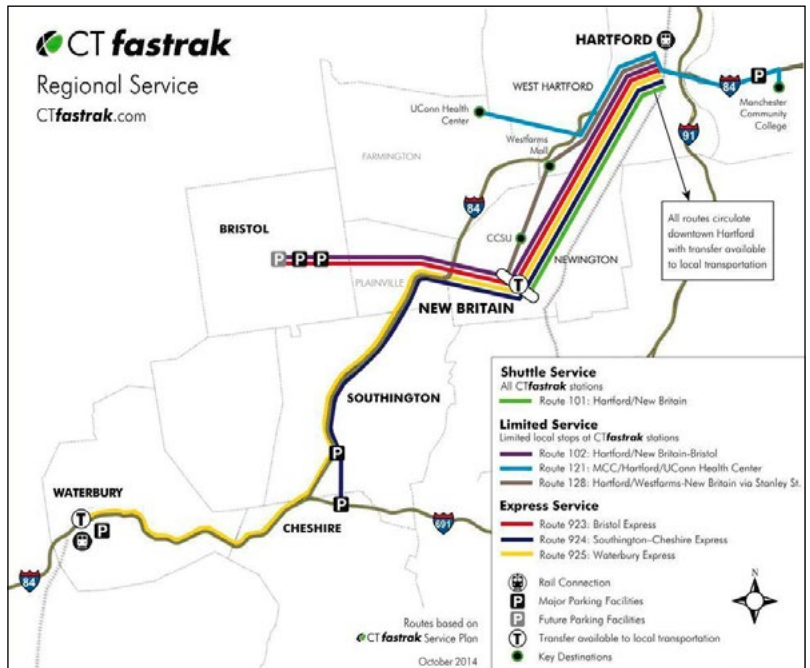 CT fastrak
Regional Service
CTfastrak.com
HARTFORD
WEST HARTFORD
UConn Health
Center
84
P
Manchester
Community
College
Westfarms
Mall
91
FARMINGTON
84
All routes circulate
downtown Hartford
with transfer available
to local transportation
BRISTOL
CCSU
NEWINGTON
P P P
PLAINVILLE
T
NEW BRITAIN
SOUTHINGTON
P
WATERBURY
P
T
P
CHESHIRE
691
84
Shuttle Service
All CTfastrak stations
Route 101: Hartford/New Britain
Limited Service
Limited local stops at CTfastrak stations
Route 102: Hartford/New Britain-Bristol
Route 121: MCC/Hartford/UConn Health Center
Route 128: Hartford/Westfarms-New Britain via Stanley St.
Express Service
Route 923: Bristol Express
Route 924: Southington–Cheshire Express
Route 925: Waterbury Express
Rail Connection
P Major Parking Facilities
P Future Parking Facilities
T Transfer available to local transportation
Key Destinations
N
Routes based on
CT fastrak Service Plan
October 2014